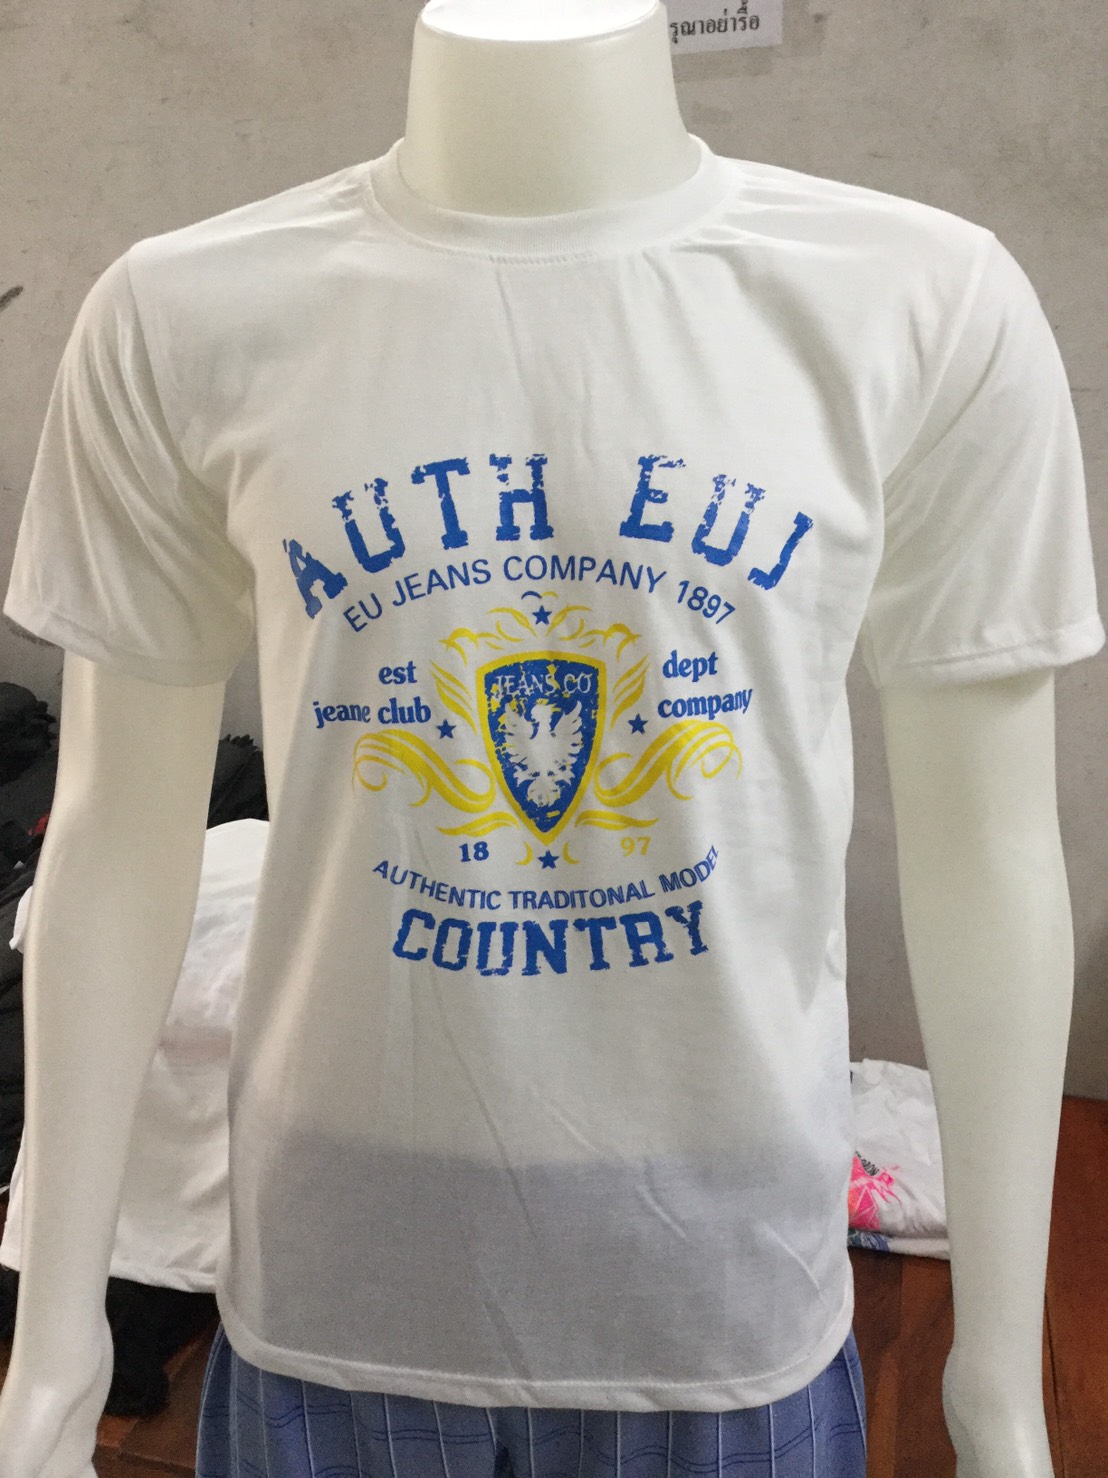 รุณาอย่ารื้อ
AUTH EUJ
EU JEANS COMPANY 1897
est dept
jeane club company
JEANS CO
18 97
AUTHENTIC TRADITONAL MODEL
COUNTRY